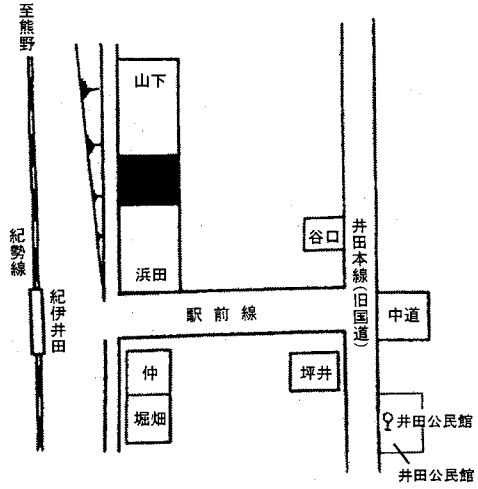 至熊野
山下
紀勢線
谷口
井田本線(旧国道)
浜田
紀伊井田
駅前線
中道
仲
坪井
堀畑
井田公民館
井田公民館